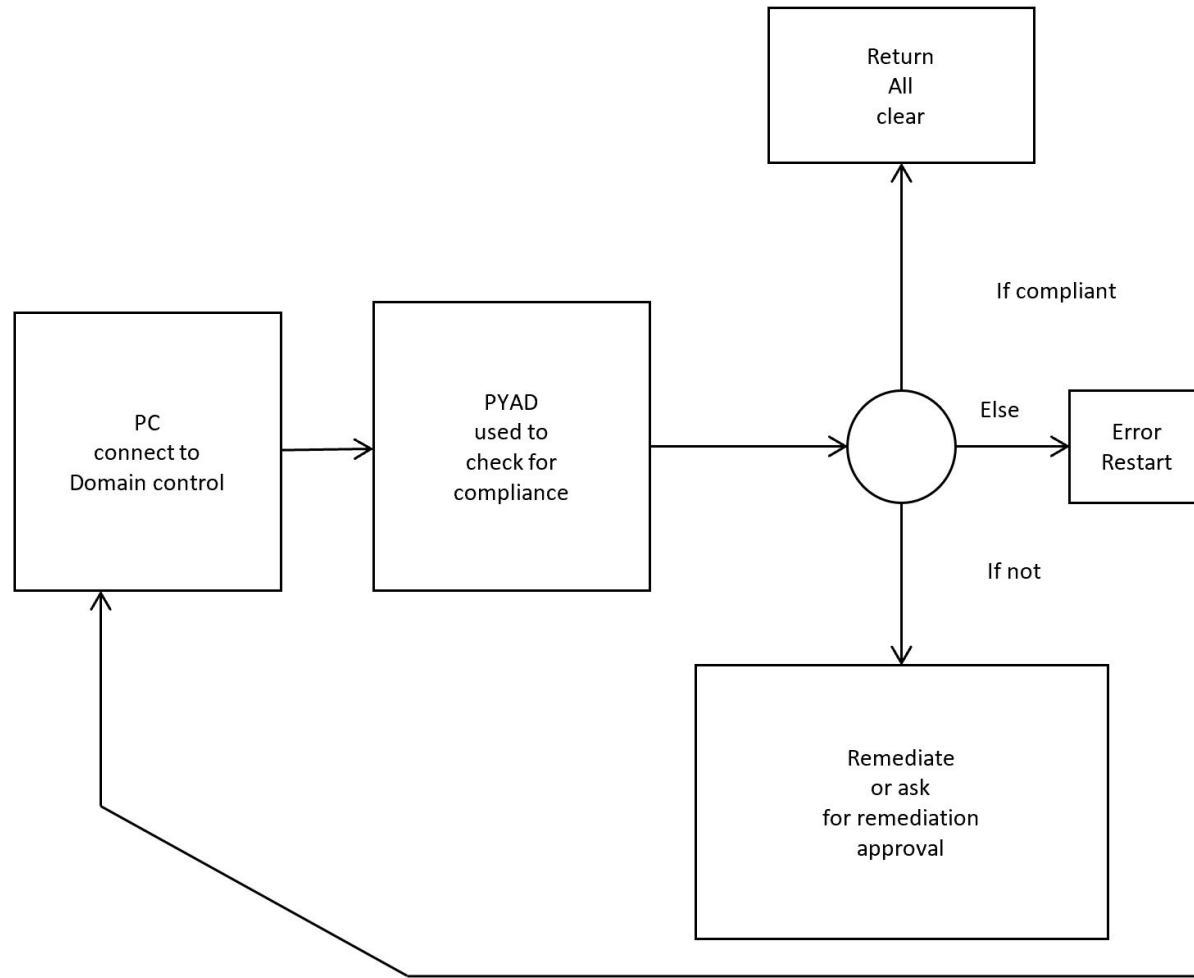 Return
All
clear
If compliant
PC
connect to
Domain control
PYAD
used to
check for
compliance
Else
Error
Restart
If not
Remediate
or ask
for remediation
approval